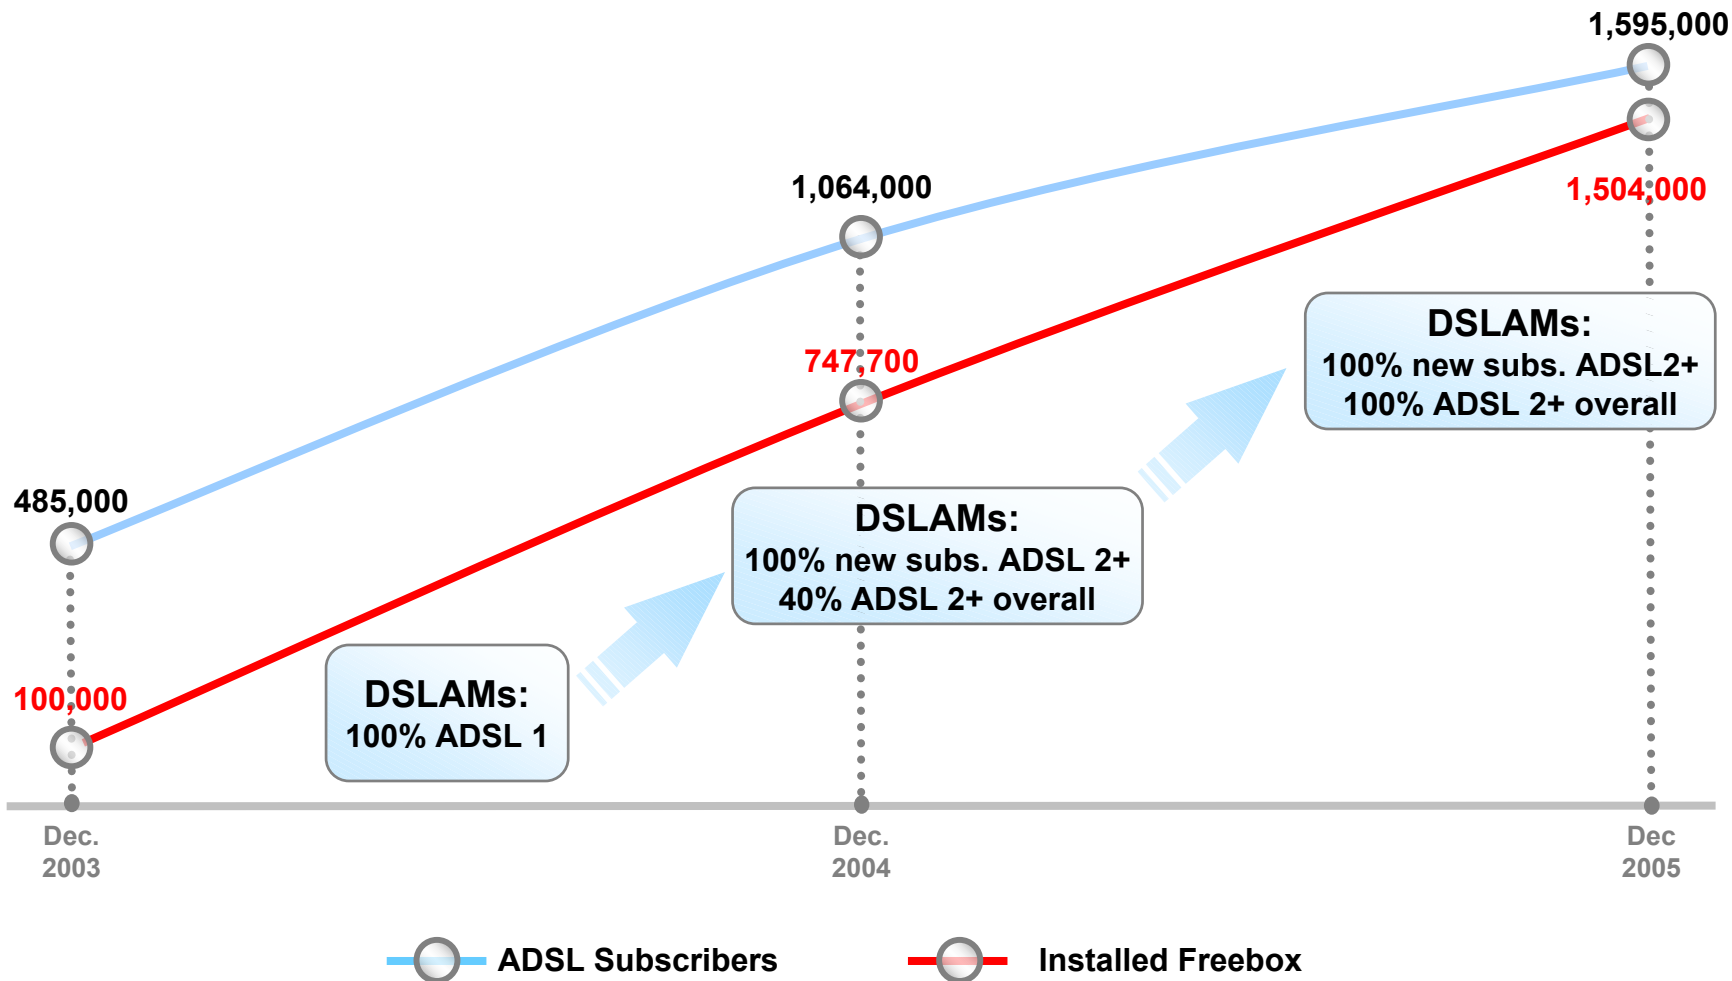 1,595,000
1,064,000
1,504,000
DSLAMs:
100% new subs. ADSL2+
100% ADSL 2+ overall
747,700
485,000
DSLAMs:
100% new subs. ADSL 2+
40% ADSL 2+ overall
100,000
DSLAMs:
100% ADSL 1
Dec.
2003
Dec.
2004
Dec
2005
ADSL Subscribers
Installed Freebox